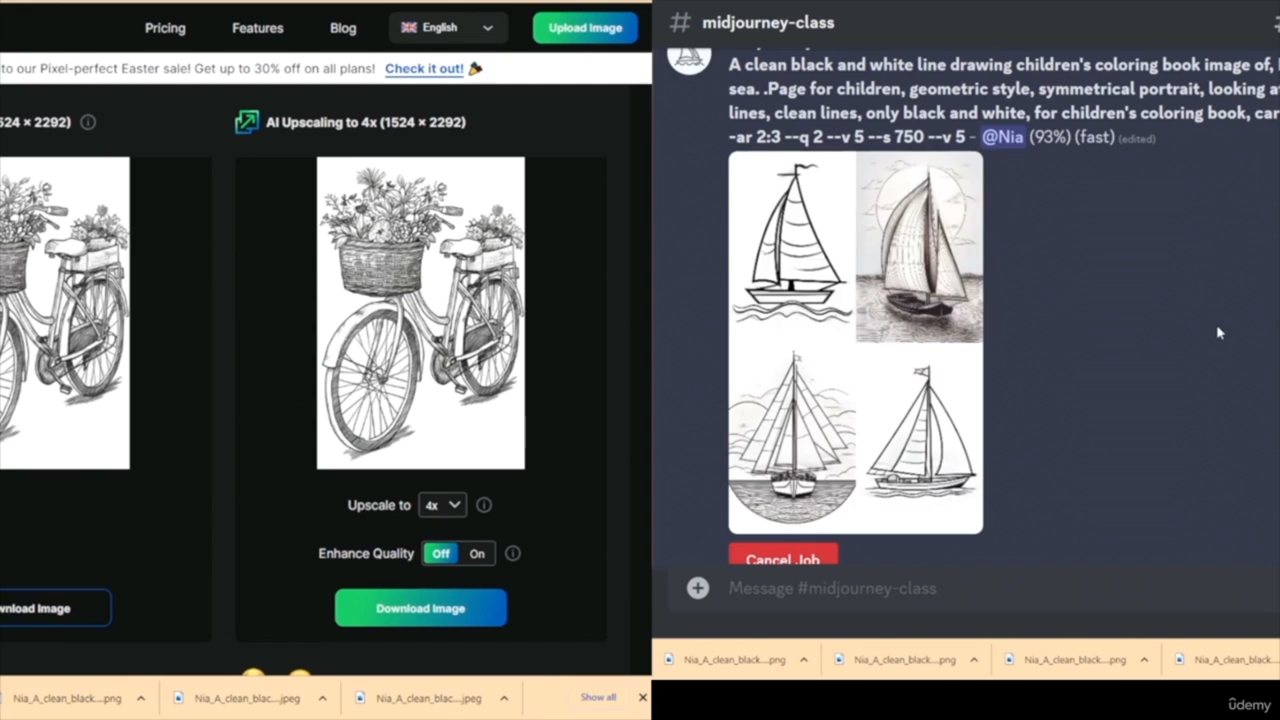 Pricing
Features
Blog
English
Upload Image
to our Pixel-perfect Easter sale! Get up to 30% off on all plans! Check it out!
524 × 2292)
AI Upscaling to 4x (1524 × 2292)
Upscale to 4x
Enhance Quality Off On
wnload Image
Download Image
Nia_A_clean_black....png
Nia_A_clean_blac....jpeg
Nia_A_clean_black....jpeg
Show all
# midjourney-class
A clean black and white line drawing children's coloring book image of,
sea. .Page for children, geometric style, symmetrical portrait, looking
lines, clean lines, only black and white, for children's coloring book,
-ar 2:3 --q 2 --v 5 --s 750 --v 5 - @Nia (93%) (fast) (edited)
Cancel Job
Message #midjourney-class
Nia_A_clean_black....png
Nia_A_clean_black....png
Nia_A_clean_black....png
Nia_A_clean_black...
ûdemy